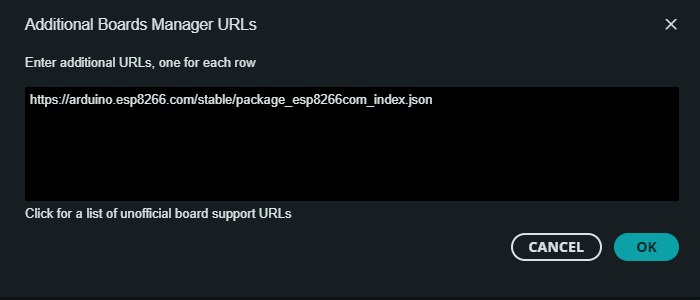 Additional Boards Manager URLs
Enter additional URLs, one for each row
https://arduino.esp8266.com/stable/package_esp8266com_index.json
Click for a list of unofficial board support URLs
CANCEL
OK